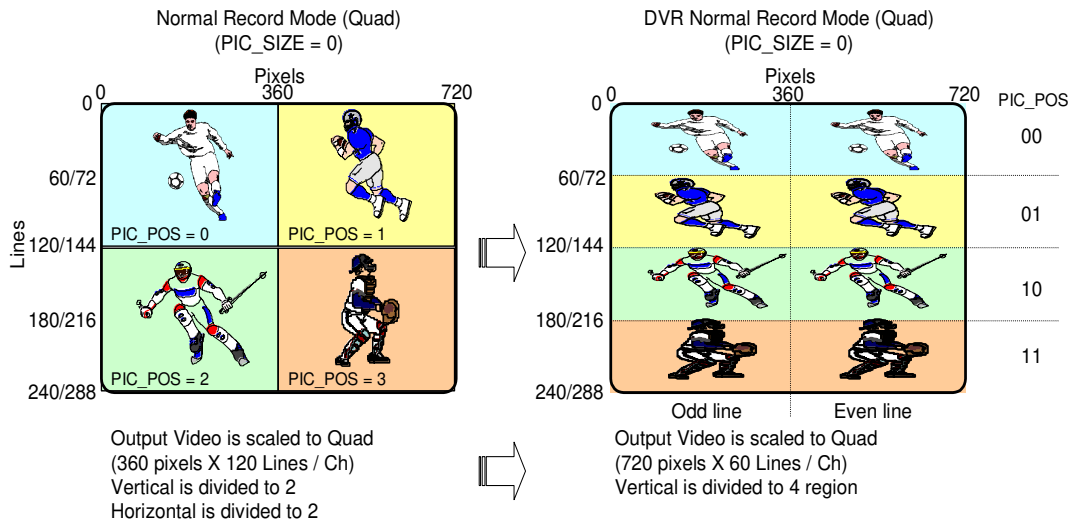 Normal Record Mode (Quad)
(PIC_SIZE = 0)
Pixels
0 360 720
0
60/72
120/144
180/216
240/288
Lines
PIC_POS = 0
PIC_POS = 1
PIC_POS = 2
PIC_POS = 3
Output Video is scaled to Quad
(360 pixels X 120 Lines / Ch)
Vertical is divided to 2
Horizontal is divided to 2
DVR Normal Record Mode (Quad)
(PIC_SIZE = 0)
Pixels
0 360 720
PIC_POS
0
60/72
120/144
180/216
240/288
00
01
10
11
Odd line
Even line
Output Video is scaled to Quad
(720 pixels X 60 Lines / Ch)
Vertical is divided to 4 region